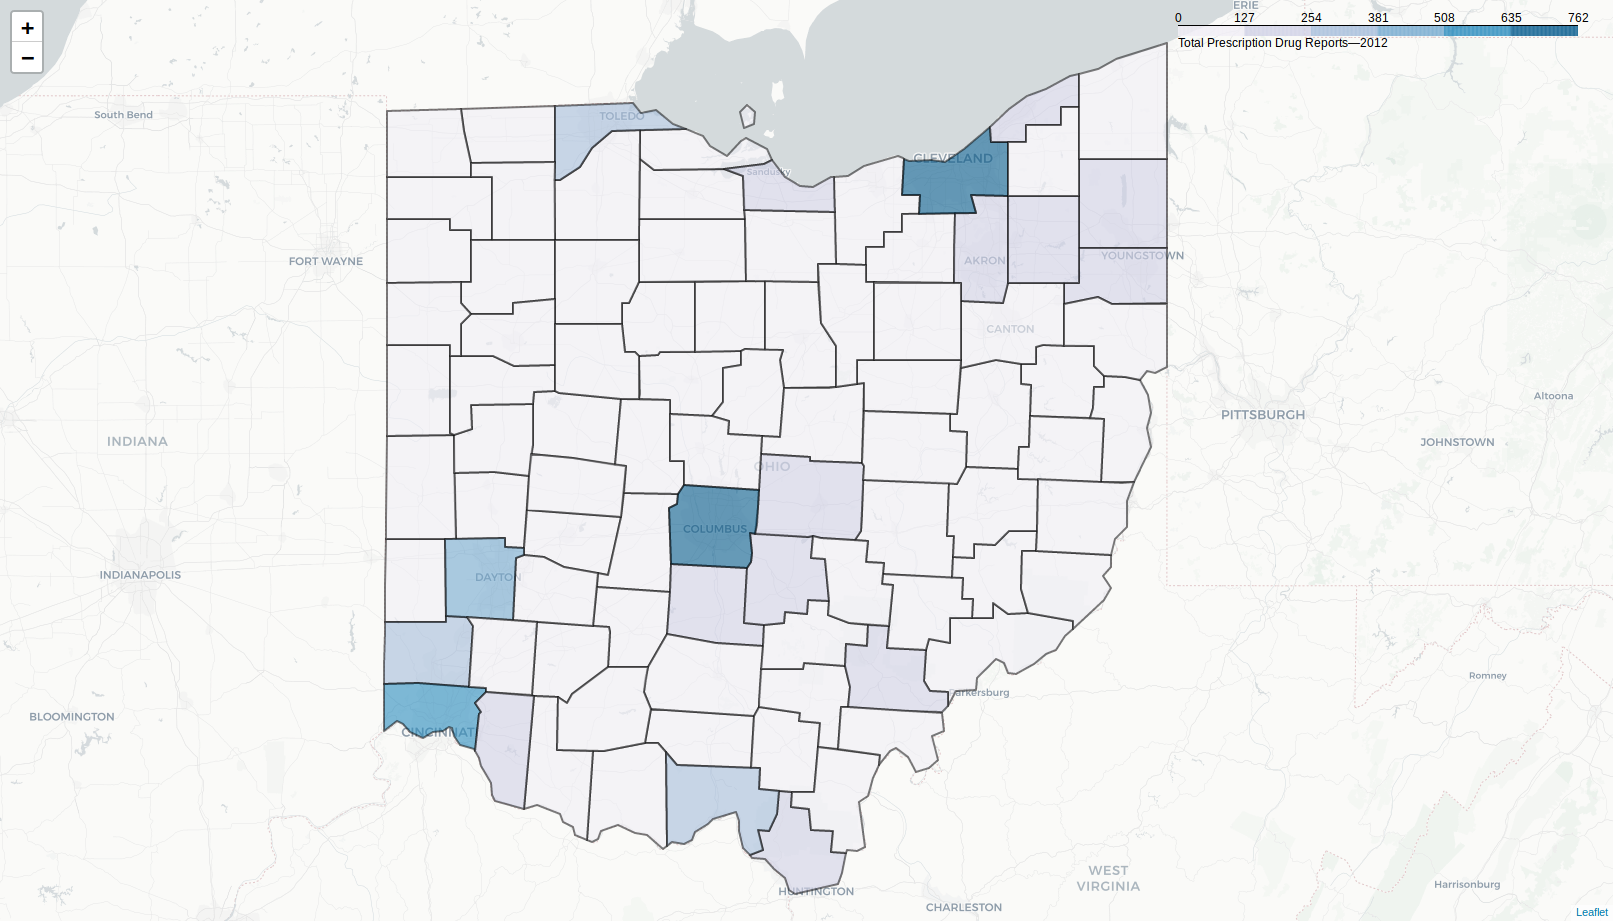 +
−
ERIE
0 127 254 381 508 635 762
Total Prescription Drug Reports—2012
South Bend
TOLEDO
CLEVELAND
Sandusky
FORT WAYNE
AKRON
YOUNGSTOWN
CANTON
Altoona
PITTSBURGH
INDIANA
JOHNSTOWN
OHIO
COLUMBUS
INDIANAPOLIS
DAYTON
Romney
arkersburg
BLOOMINGTON
CINCINNAT
WEST
VIRGINIA
Harrisonburg
HUNTINGTON
CHARLESTON
Leaflet